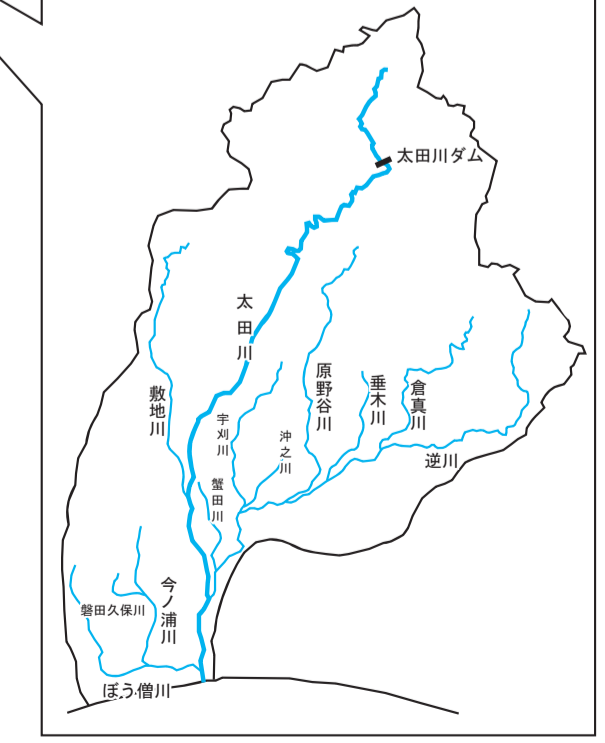 太田川ダム
太田川
原野谷川
垂木川
倉真川
敷地川
宇刈川
沖之川
逆川
蟹田川
今ノ浦川
磐田久保川
ぼう僧川